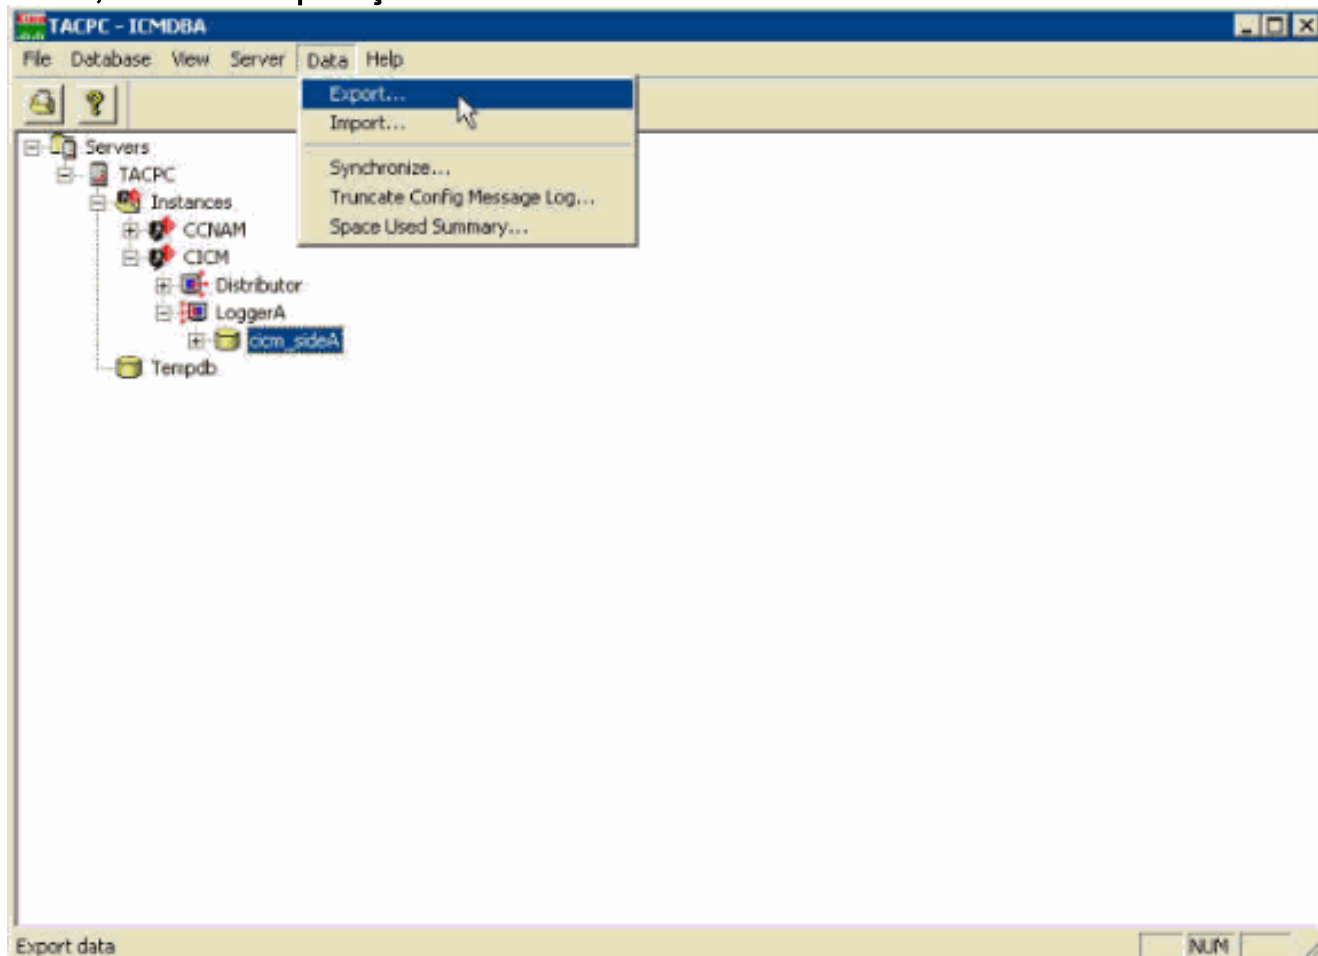 TACPC - ICMDBA
File Database View Server Data Help
Export...
Import...
Synchronize...
Truncate Config Message Log...
Space Used Summary...
Servers
TACPC
Instances
CCNAM
CICM
Distributor
LoggerA
cicm_sideA
Tempdb
Export data
NUM